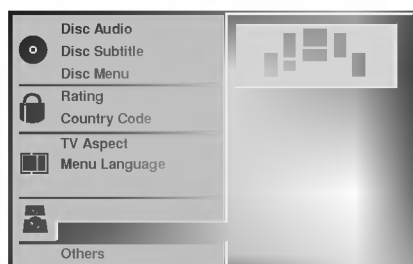 Disc Audio
Disc Subtitle
Disc Menu
Rating
Country Code
TV Aspect
Menu Language
Others